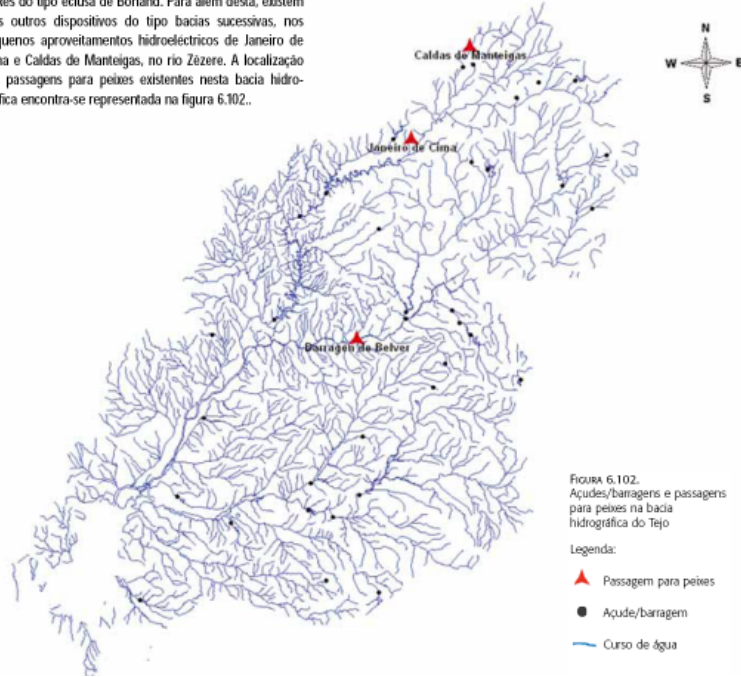 xes do tipo eclusa de Borland. Para além desta, existem
s outros dispositivos do tipo bacias sucessivas, nos
quenos aproveitamentos hidroeléctricos de Janeiro de
na e Caldas de Manteigas, no rio Zêzere. A localização
passagens para peixes existentes nesta bacia hidro-
fica encontra-se representada na figura 6.102..
Caldas de Manteigas
N
W
E
S
Janeiro de Cima
Barragem de Belver
FIGURA 6.102.
Açudes/barragens e passagens
para peixes na bacia
hidrográfica do Tejo
Legenda:
Passagem para peixes
Açude/barragem
Curso de água